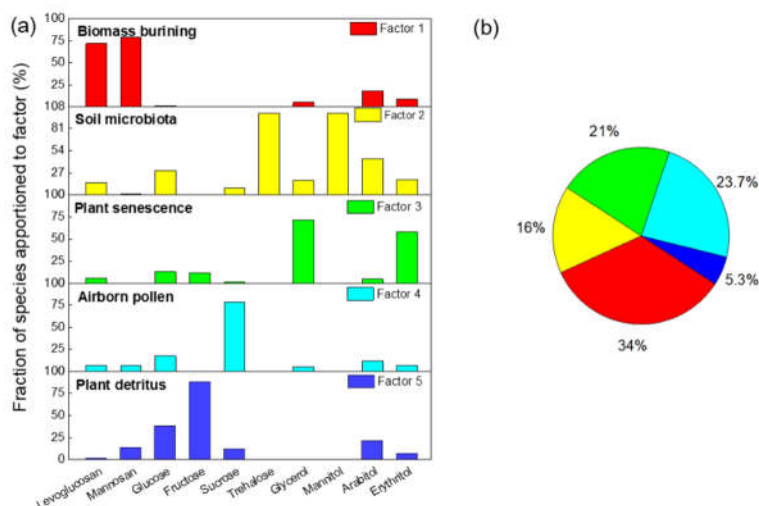 (a)
(b)
Fraction of species apportioned to factor (%)
100
Biomass burining
Factor 1
75
50
25
108
Soil microbiota
Factor 2
81
54
27
100
Plant senescence
Factor 3
75
50
25
100
Airborn pollen
Factor 4
75
50
25
100
Plant detritus
Factor 5
75
50
25
0
Levoglucosan
Mannosan
Glucose
Fructose
Sucrose
Trehalose
Glycerol
Mannitol
Arabitol
Erythritol
21%
23.7%
16%
5.3%
34%